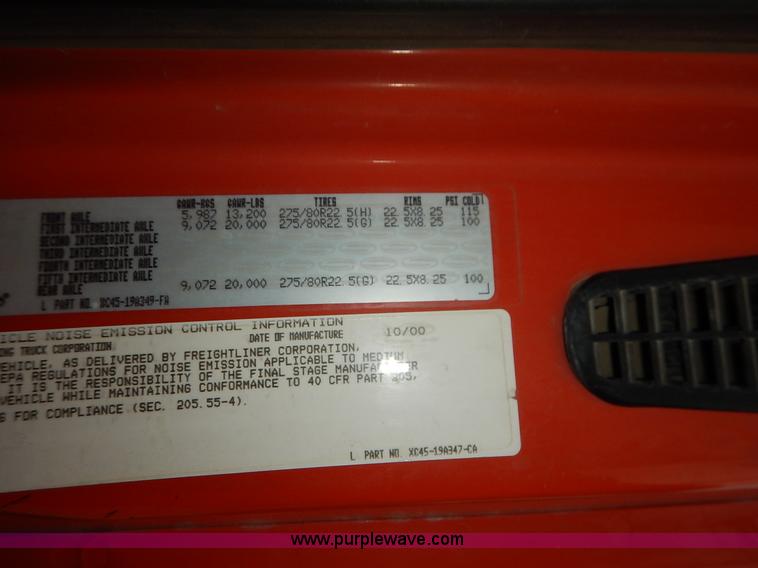 GAWR-KGS GAWR-LBS TIRES RIMS PSI COLD
FRONT AXLE 5,987 13,200 275/80R22.5(H) 22.5X8.25 115
FIRST INTERMEDIATE AXLE 9,072 20,000 275/80R22.5(G) 22.5X8.25 100
SECOND INTERMEDIATE AXLE
THIRD INTERMEDIATE AXLE
FOURTH INTERMEDIATE AXLE
FIFTH INTERMEDIATE AXLE
REAR AXLE 9,072 20,000 275/80R22.5(G) 22.5X8.25 100
L PART NO. XC45-19A349-FA
ICLE NOISE EMISSION CONTROL INFORMATION
ING TRUCK CORPORATION DATE OF MANUFACTURE 10/00
EHICLE, AS DELIVERED BY FREIGHTLINER CORPORATION,
EPA REGULATIONS FOR NOISE EMISSION APPLICABLE TO MEDIUM
IT IS THE RESPONSIBILITY OF THE FINAL STAGE MANUFACTURER
VEHICLE WHILE MAINTAINING CONFORMANCE TO 40 CFR PART 205,
S FOR COMPLIANCE (SEC. 205.55-4).
L PART NO. XC45-19A347-CA
www.purplewave.com